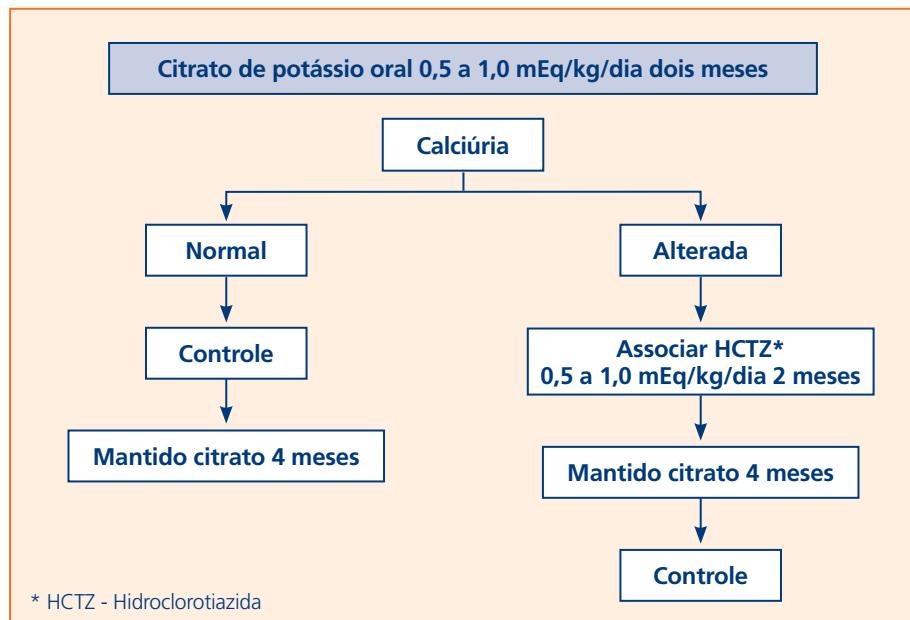 Citrato de potássio oral 0,5 a 1,0 mEq/kg/dia dois meses
Calciúria
Normal
Alterada
Controle
Associar HCTZ*
0,5 a 1,0 mEq/kg/dia 2 meses
Mantido citrato 4 meses
Mantido citrato 4 meses
Controle
* HCTZ - Hidroclorotiazida